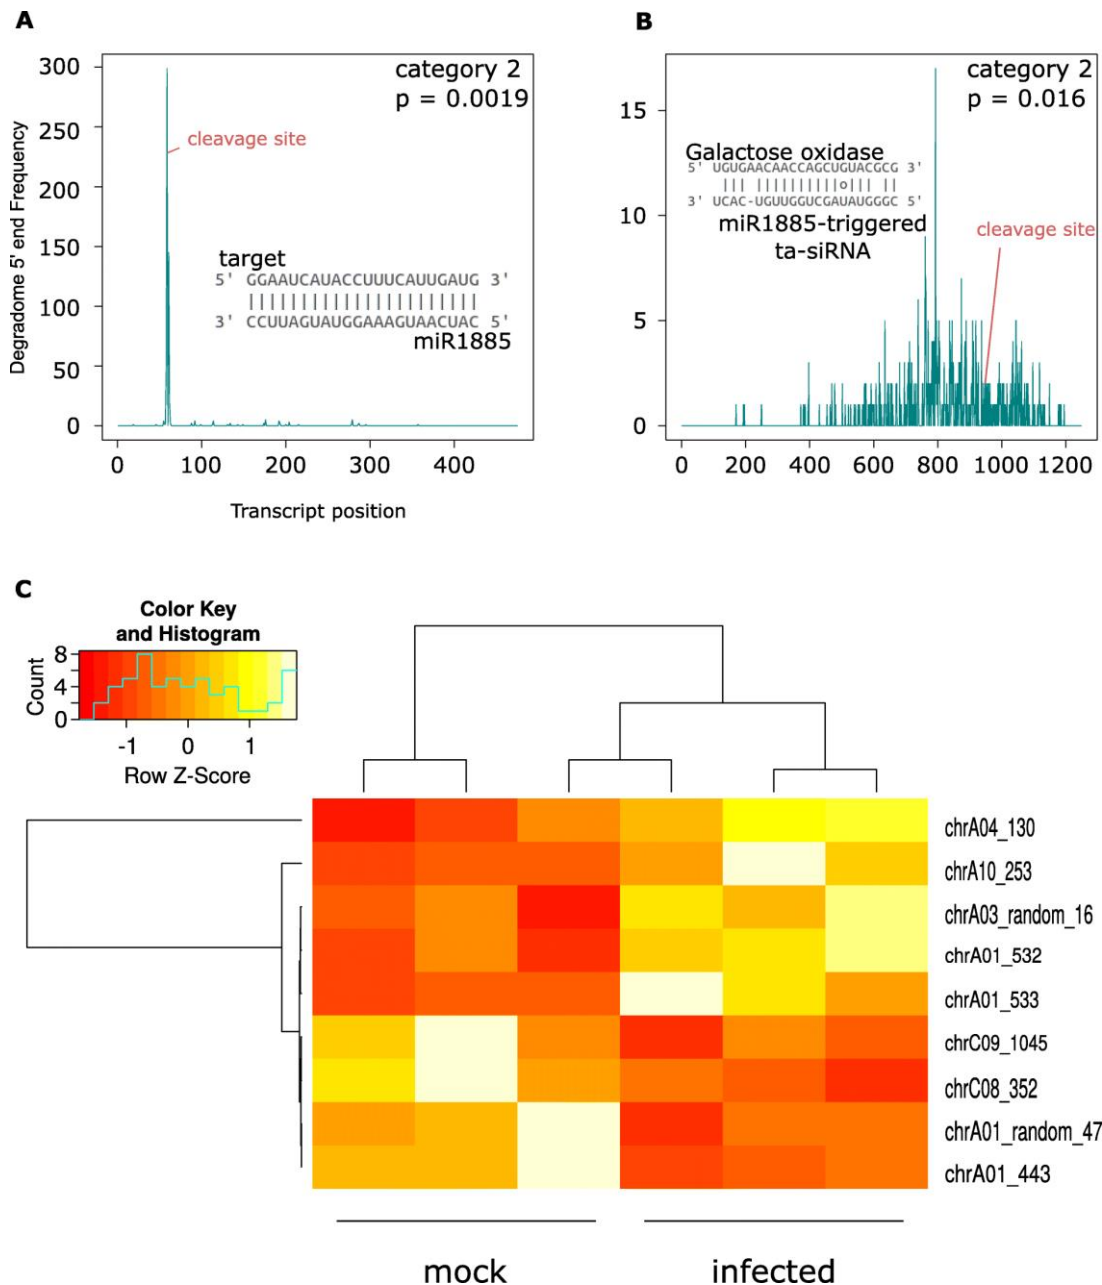 A
B
300
250
200
150
100
50
0
Degradome 5' end Frequency
category 2
p = 0.0019
cleavage site
target
5' GGAAUCAUACCUUUCAUUGAUG 3'
3' CCUUAGUAUGGAAAGUAACUAC 5'
miR1885
0 100 200 300 400
Transcript position
15
10
5
0
category 2
p = 0.016
Galactose oxidase
5' UGUGAACAACCAGCUGUACGCG 3'
3' UCAC-UGUUGGUCGAUAUGGGC 5'
miR1885-triggered
ta-siRNA
cleavage site
0 200 400 600 800 1000 1200
C
Color Key
and Histogram
Count
8
4
0
-1 0 1
Row Z-Score
chrA04_130
chrA10_253
chrA03_random_16
chrA01_532
chrA01_533
chrC09_1045
chrC08_352
chrA01_random_47
chrA01_443
mock infected